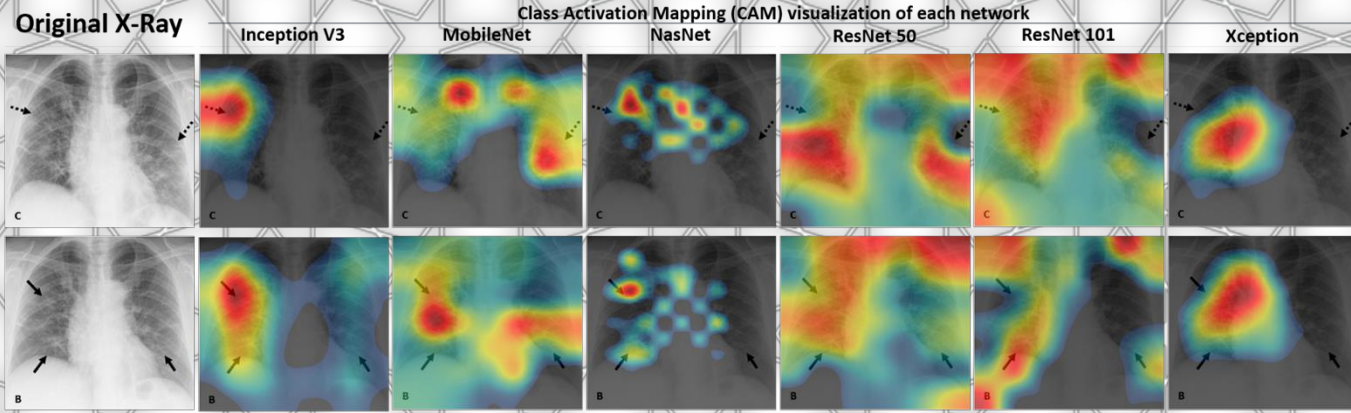 Class Activation Mapping (CAM) visualization of each network
Original X-Ray
Inception V3 MobileNet NasNet ResNet 50 ResNet 101 Xception
C C C C C C C
B B B B B B B